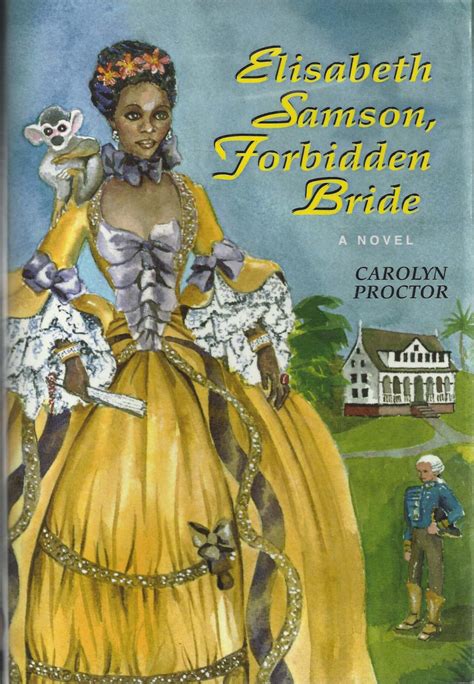 Elisabeth
Samson,
Forbidden
Bride
A NOVEL
CAROLYN
PROCTOR